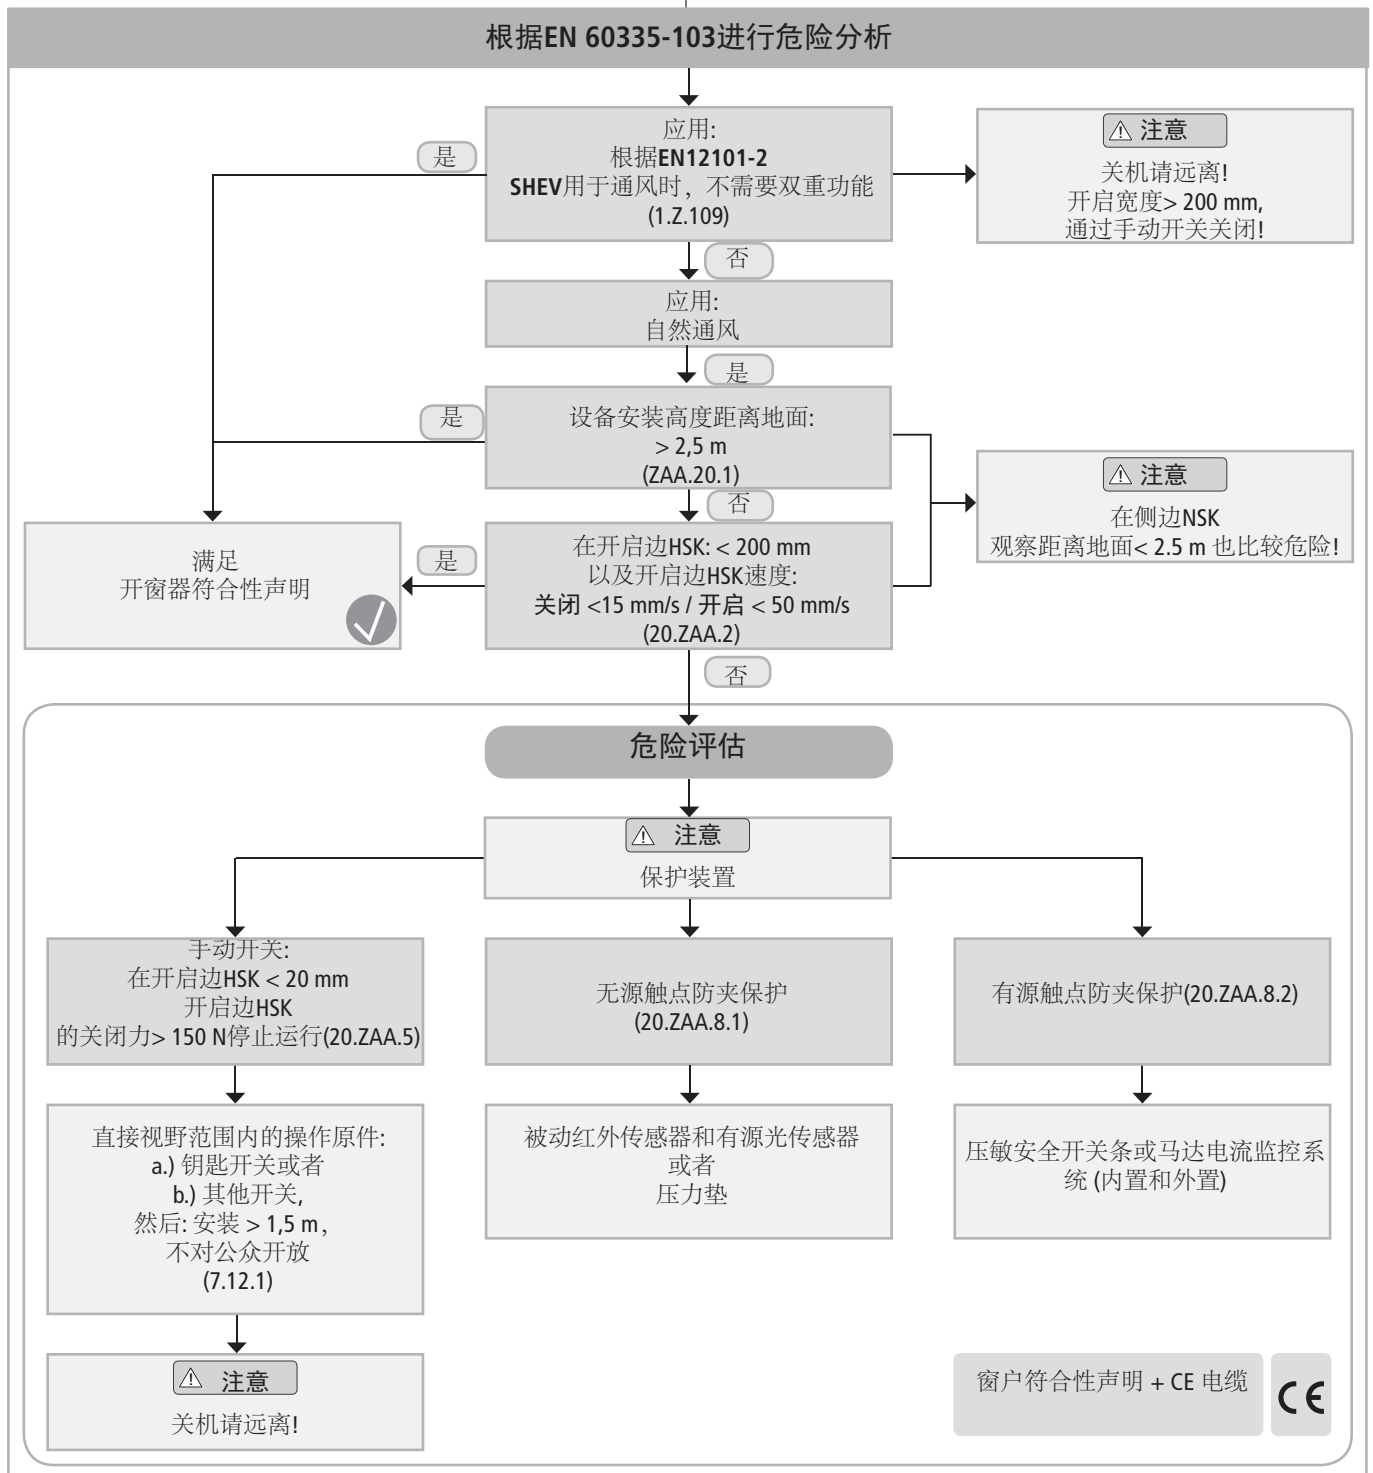 根据EN 60335-103进行危险分析
应用:
根据EN12101-2
SHEV用于通风时，不需要双重功能
(1.Z.109)
是
注意
关机请远离!
开启宽度> 200 mm,
通过手动开关关闭!
否
应用:
自然通风
是
是
设备安装高度距离地面:
> 2,5 m
(ZAA.20.1)
注意
在侧边NSK
观察距离地面< 2.5 m 也比较危险!
否
满足
开窗器符合性声明
是
在开启边HSK: < 200 mm
以及开启边HSK速度:
关闭 <15 mm/s / 开启 < 50 mm/s
(20.ZAA.2)
否
危险评估
注意
保护装置
手动开关:
在开启边HSK < 20 mm
开启边HSK
的关闭力> 150 N停止运行(20.ZAA.5)
无源触点防夹保护
(20.ZAA.8.1)
有源触点防夹保护(20.ZAA.8.2)
直接视野范围内的操作原件:
a.) 钥匙开关或者
b.) 其他开关,
然后: 安装 > 1,5 m，
不对公众开放
(7.12.1)
被动红外传感器和有源光传感器
或者
压力垫
压敏安全开关条或马达电流监控系
统 (内置和外置)
注意
关机请远离!
窗户符合性声明 + CE 电缆
CE